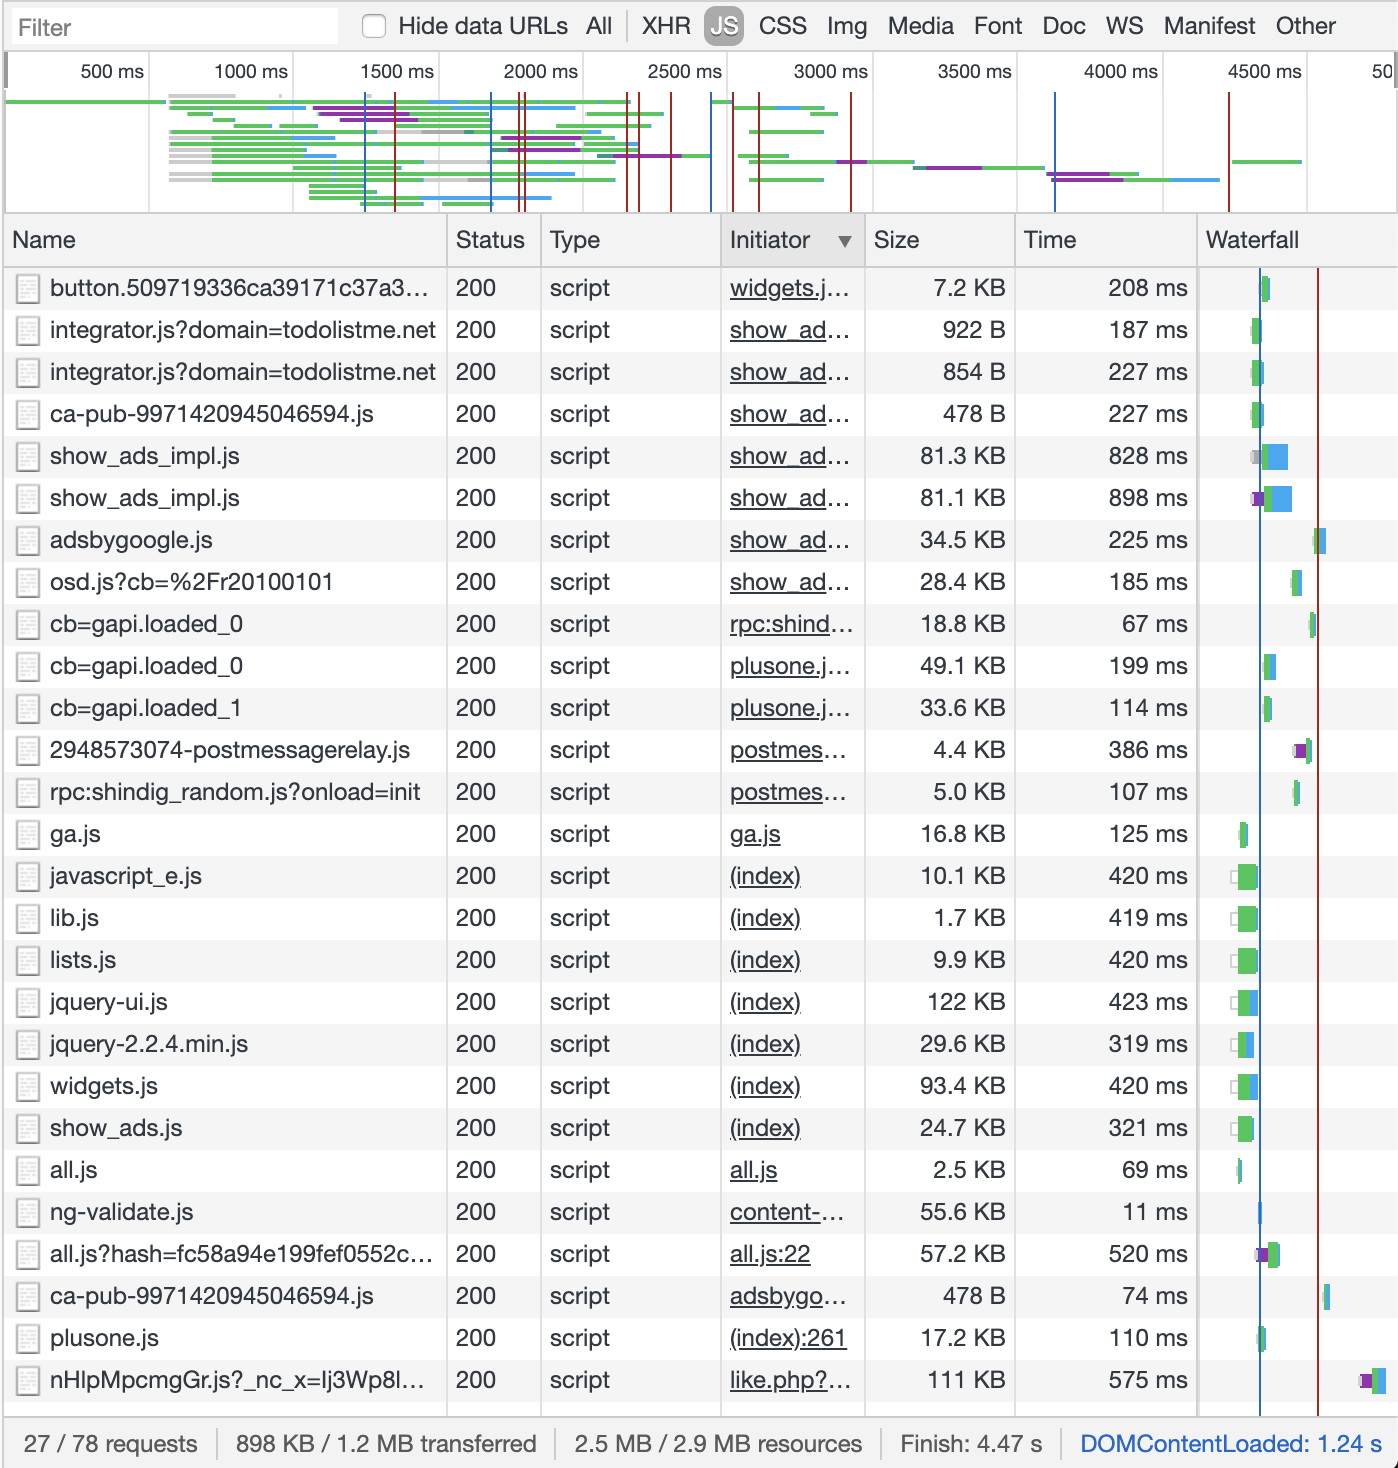 Filter Hide data URLs All XHR JS CSS Img Media Font Doc WS Manifest Other
500 ms 1000 ms 1500 ms 2000 ms 2500 ms 3000 ms 3500 ms 4000 ms 4500 ms 50
Name Status Type Initiator ▼ Size Time Waterfall
button.509719336ca39171c37a3... 200 script widgets.j... 7.2 KB 208 ms
integrator.js?domain=todolistme.net 200 script show_ad... 922 B 187 ms
integrator.js?domain=todolistme.net 200 script show_ad... 854 B 227 ms
ca-pub-9971420945046594.js 200 script show_ad... 478 B 227 ms
show_ads_impl.js 200 script show_ad... 81.3 KB 828 ms
show_ads_impl.js 200 script show_ad... 81.1 KB 898 ms
adsbygoogle.js 200 script show_ad... 34.5 KB 225 ms
osd.js?cb=%2Fr20100101 200 script show_ad... 28.4 KB 185 ms
cb=gapi.loaded_0 200 script rpc:shind... 18.8 KB 67 ms
cb=gapi.loaded_0 200 script plusone.j... 49.1 KB 199 ms
cb=gapi.loaded_1 200 script plusone.j... 33.6 KB 114 ms
2948573074-postmessagerelay.js 200 script postmes... 4.4 KB 386 ms
rpc:shindig_random.js?onload=init 200 script postmes... 5.0 KB 107 ms
ga.js 200 script ga.js 16.8 KB 125 ms
javascript_e.js 200 script (index) 10.1 KB 420 ms
lib.js 200 script (index) 1.7 KB 419 ms
lists.js 200 script (index) 9.9 KB 420 ms
jquery-ui.js 200 script (index) 122 KB 423 ms
jquery-2.2.4.min.js 200 script (index) 29.6 KB 319 ms
widgets.js 200 script (index) 93.4 KB 420 ms
show_ads.js 200 script (index) 24.7 KB 321 ms
all.js 200 script all.js 2.5 KB 69 ms
ng-validate.js 200 script content-... 55.6 KB 11 ms
all.js?hash=fc58a94e199fef0552c... 200 script all.js:22 57.2 KB 520 ms
ca-pub-9971420945046594.js 200 script adsbygo... 478 B 74 ms
plusone.js 200 script (index):261 17.2 KB 110 ms
nHlpMpcmgGr.js?_nc_x=Ij3Wp8l... 200 script like.php?... 111 KB 575 ms
27 / 78 requests 898 KB / 1.2 MB transferred 2.5 MB / 2.9 MB resources Finish: 4.47 s DOMContentLoaded: 1.24 s